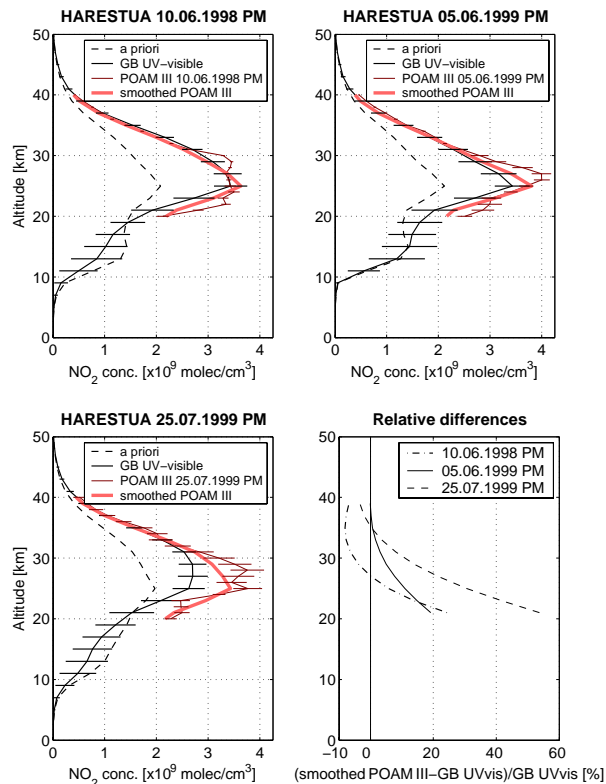 HARESTUA 10.06.1998 PM
50
40
30
20
10
0
Altitude [km]
a priori
GB UV−visible
POAM III 10.06.1998 PM
smoothed POAM III
0 1 2 3 4
NO2 conc. [x10^9 molec/cm^3]
HARESTUA 05.06.1999 PM
50
40
30
20
10
0
Altitude [km]
a priori
GB UV−visible
POAM III 05.06.1999 PM
smoothed POAM III
0 1 2 3 4
NO2 conc. [x10^9 molec/cm^3]
HARESTUA 25.07.1999 PM
50
40
30
20
10
0
Altitude [km]
a priori
GB UV−visible
POAM III 25.07.1999 PM
smoothed POAM III
0 1 2 3 4
NO2 conc. [x10^9 molec/cm^3]
Relative differences
50
40
30
20
10
0
10.06.1998 PM
05.06.1999 PM
25.07.1999 PM
−10 0 20 40 60
(smoothed POAM III−GB UVvis)/GB UVvis [%]